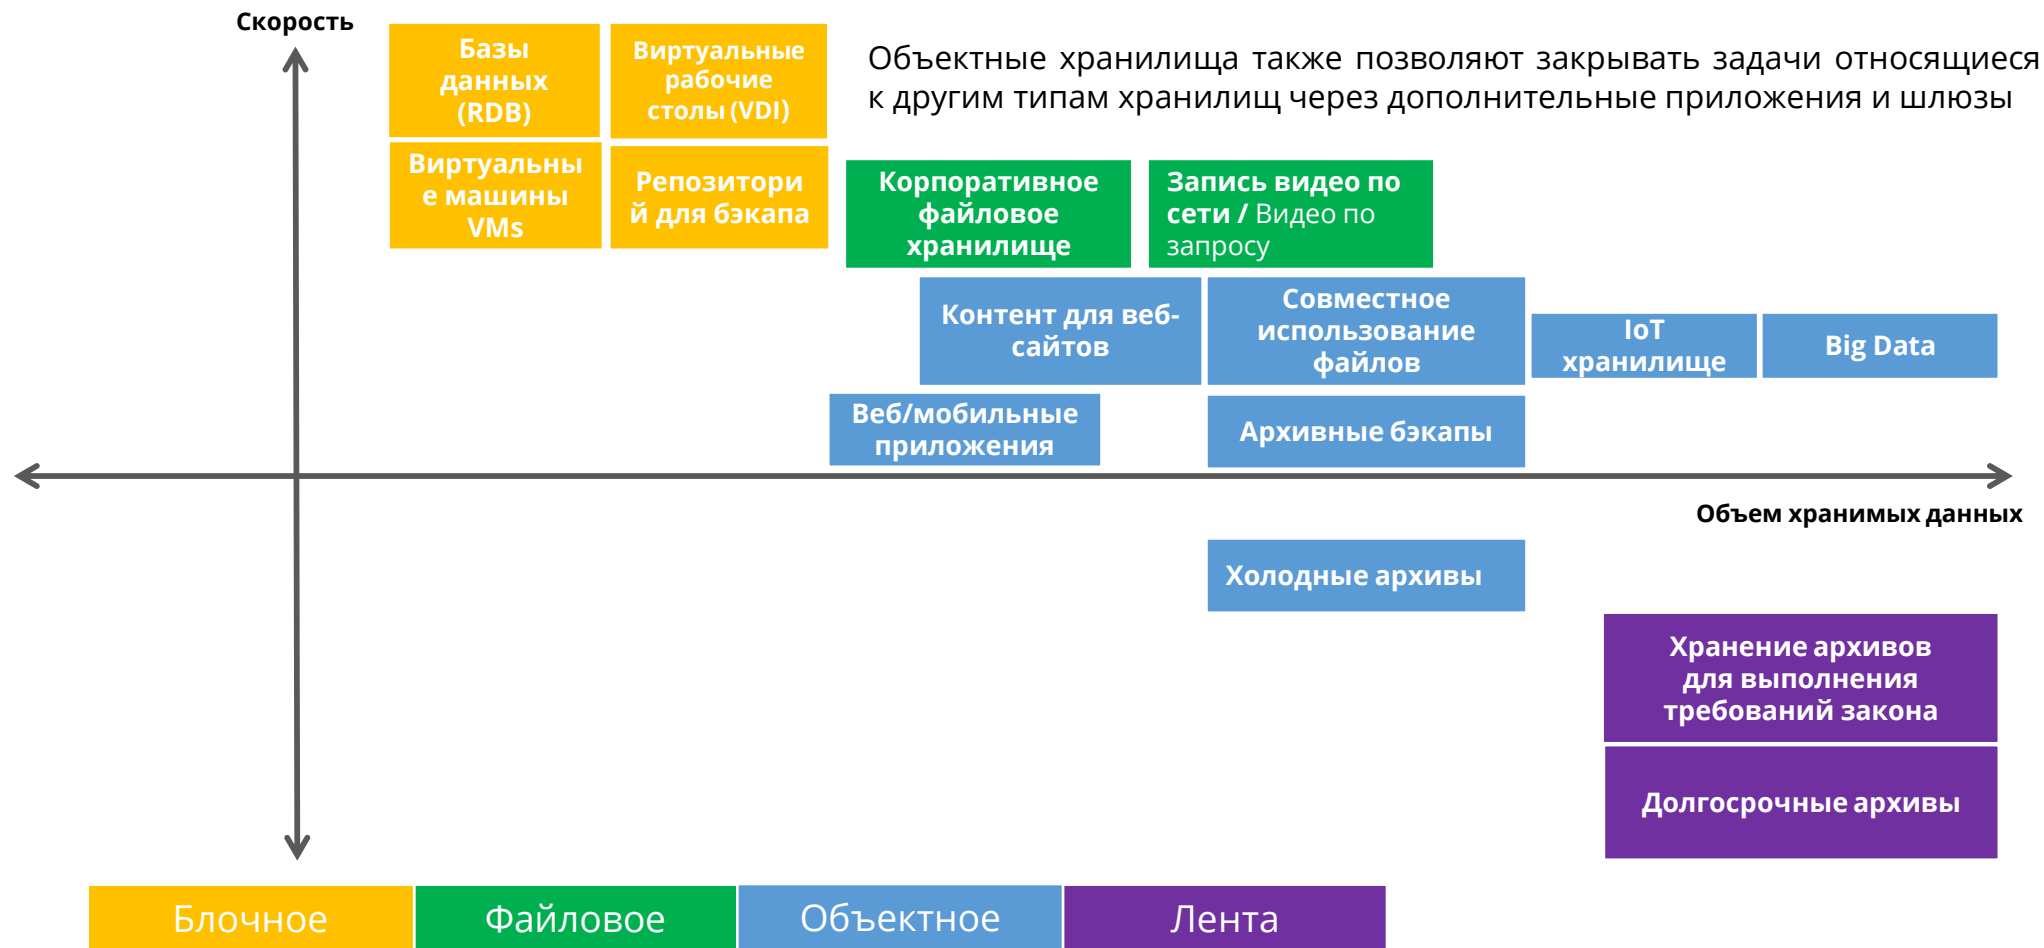 Скорость
Базы
данных
(RDB)
Виртуальные
рабочие
столы (VDI)
Объектные хранилища также позволяют закрывать задачи относящиеся
к другим типам хранилищ через дополнительные приложения и шлюзы
Виртуальны
е машины
VMs
Репозитори
й для бэкапа
Корпоративное
файловое
хранилище
Запись видео по
сети / Видео по
запросу
Контент для веб-
сайтов
Совместное
использование
файлов
IoT
хранилище
Big Data
Веб/мобильные
приложения
Архивные бэкапы
Объем хранимых данных
Холодные архивы
Хранение архивов
для выполнения
требований закона
Долгосрочные архивы
Блочное
Файловое
Объектное
Лента